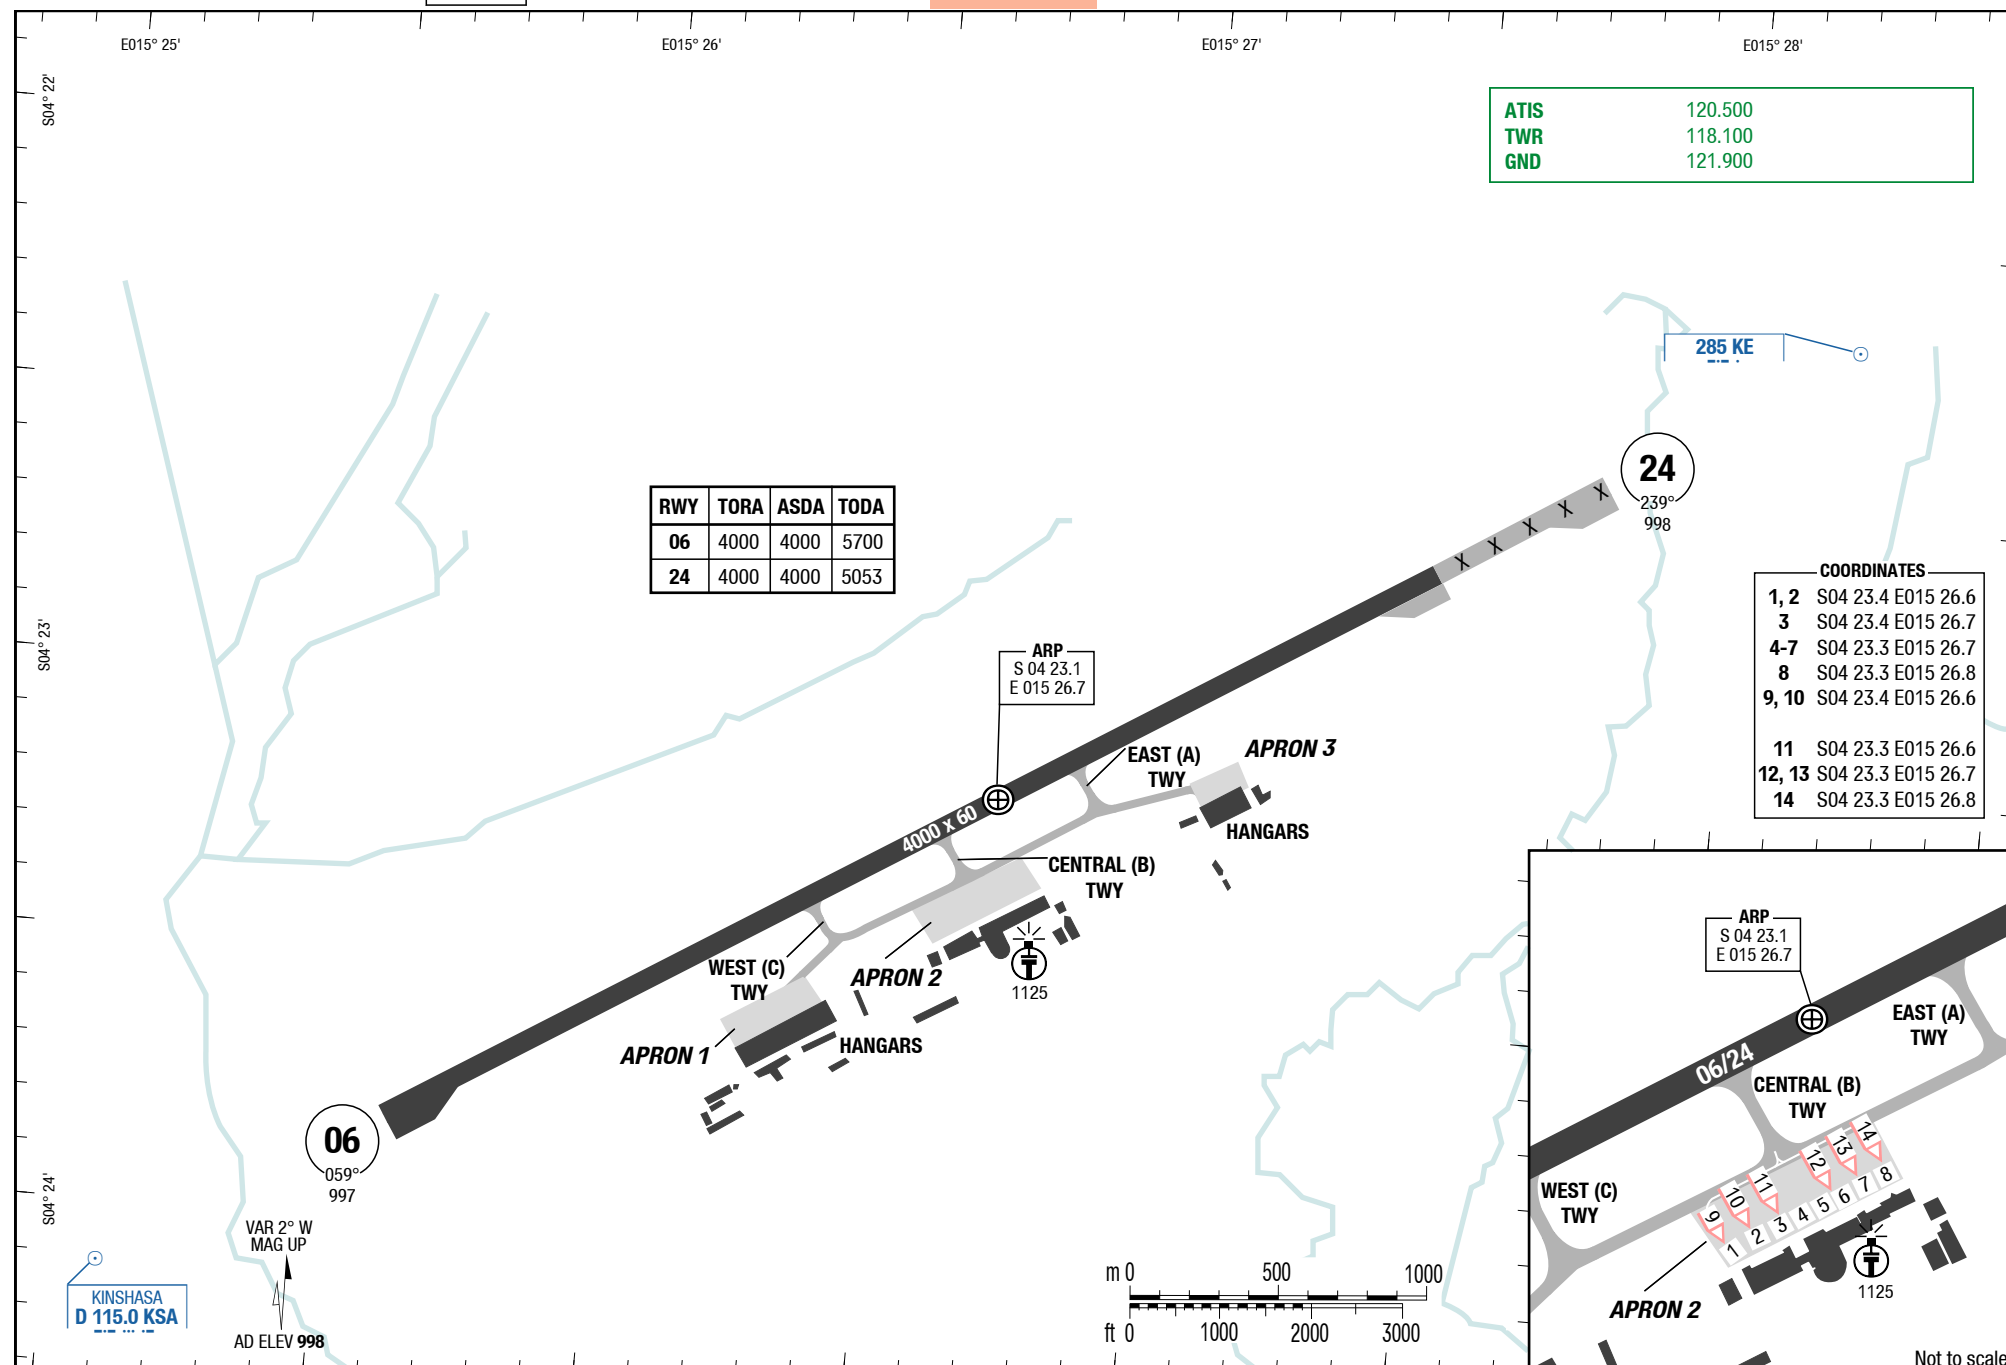 E015° 25'
E015° 26'
E015° 27'
E015° 28'
S04° 22'
ATIS 120.500
TWR 118.100
GND 121.900
285 KE
24
239°
998
RWY TORA ASDA TODA
06 4000 4000 5700
24 4000 4000 5053
X X X X X
COORDINATES
1, 2 S04 23.4 E015 26.6
3 S04 23.4 E015 26.7
4-7 S04 23.3 E015 26.7
8 S04 23.3 E015 26.8
9, 10 S04 23.4 E015 26.6
11 S04 23.3 E015 26.6
12, 13 S04 23.3 E015 26.7
14 S04 23.3 E015 26.8
S04° 23'
ARP
S 04 23.1
E 015 26.7
EAST (A)
TWY
APRON 3
HANGARS
4000 x 60
CENTRAL (B)
TWY
WEST (C)
TWY
APRON 2
1125
APRON 1
HANGARS
06
059°
997
S04° 24'
VAR 2° W
MAG UP
AD ELEV 998
KINSHASA
D 115.0 KSA
m 0 500 1000
ft 0 1000 2000 3000
ARP
S 04 23.1
E 015 26.7
EAST (A)
TWY
06/24
CENTRAL (B)
TWY
WEST (C)
TWY
9 10 11 12 13 14
1 2 3 4 5 6 7 8
1125
APRON 2
Not to scale